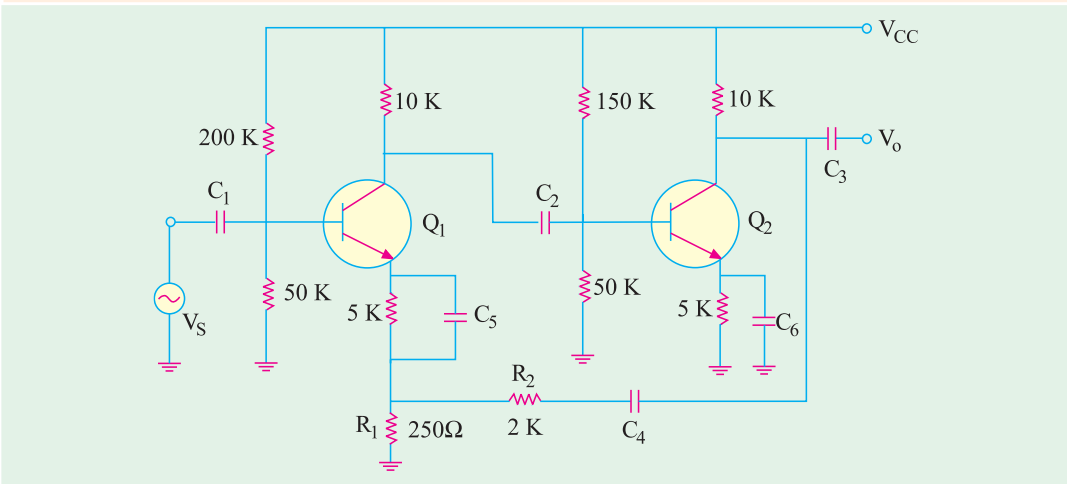 V_CC
10 K
150 K
10 K
200 K
V_o
C_3
C_1
C_2
Q_1
Q_2
50 K
50 K
5 K
C_5
5 K
C_6
V_S
R_2
R_1
250Ω
2 K
C_4